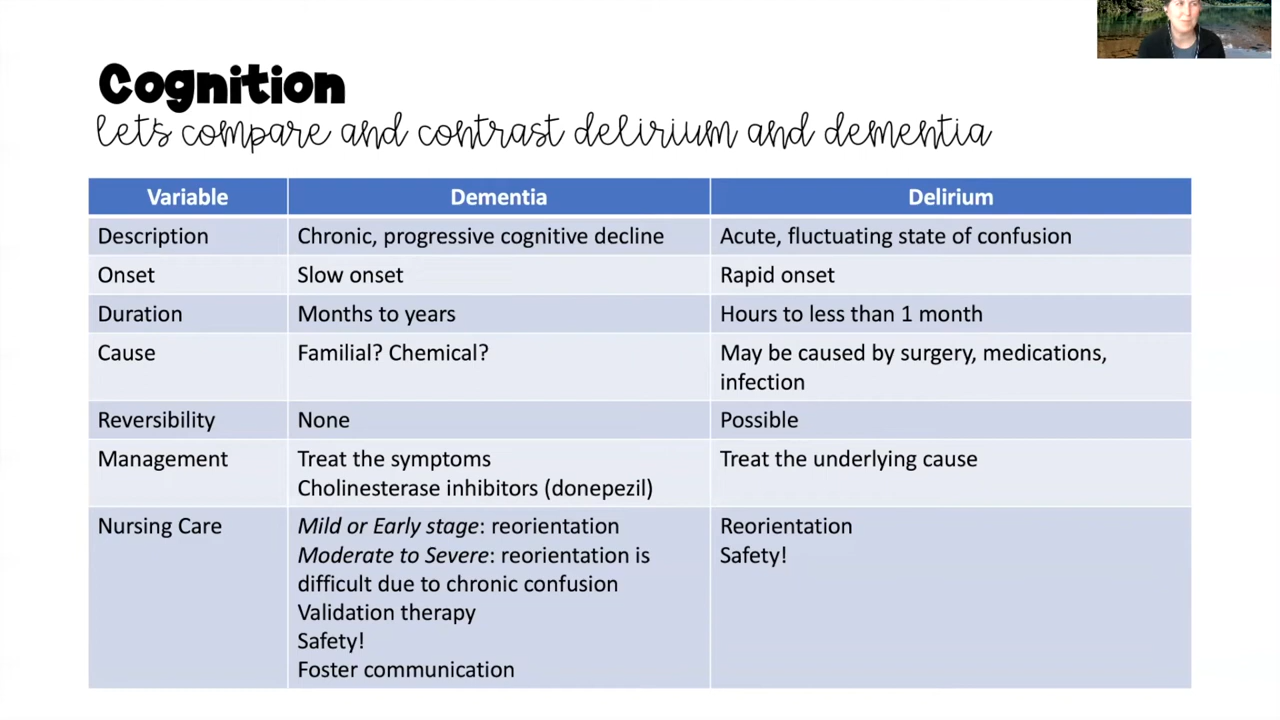 Cognition
let's compare and contrast delirium and dementia
Variable Dementia Delirium
Description Chronic, progressive cognitive decline Acute, fluctuating state of confusion
Onset Slow onset Rapid onset
Duration Months to years Hours to less than 1 month
Cause Familial? Chemical? May be caused by surgery, medications,
infection
Reversibility None Possible
Management Treat the symptoms Treat the underlying cause
Cholinesterase inhibitors (donepezil)
Nursing Care Mild or Early stage: reorientation Reorientation
Moderate to Severe: reorientation is Safety!
difficult due to chronic confusion
Validation therapy
Safety!
Foster communication